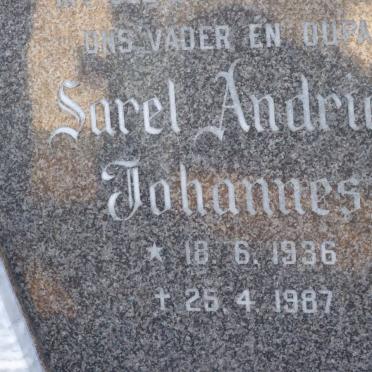 ONS VADER EN OUPA
Sarel Andri
Johannes
* 18. 6. 1936
† 25. 4. 1987